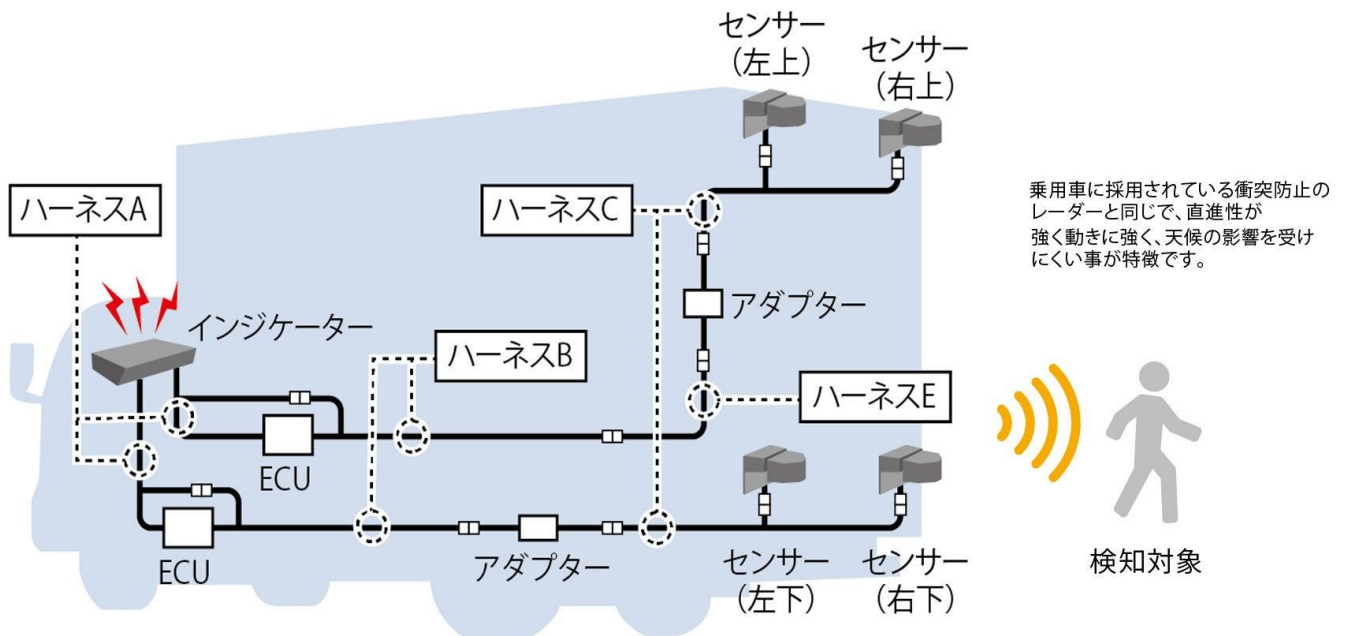 センサー
（左上）
センサー
（右上）
ハーネスA
ハーネスC
乗用車に採用されている衝突防止の
レーダーと同じで、直進性が
強く動きに強く、天候の影響を受け
にくい事が特徴です。
アダプター
インジケーター
ハーネスB
ハーネスE
ECU
ECU
アダプター
センサー
（左下）
センサー
（右下）
検知対象